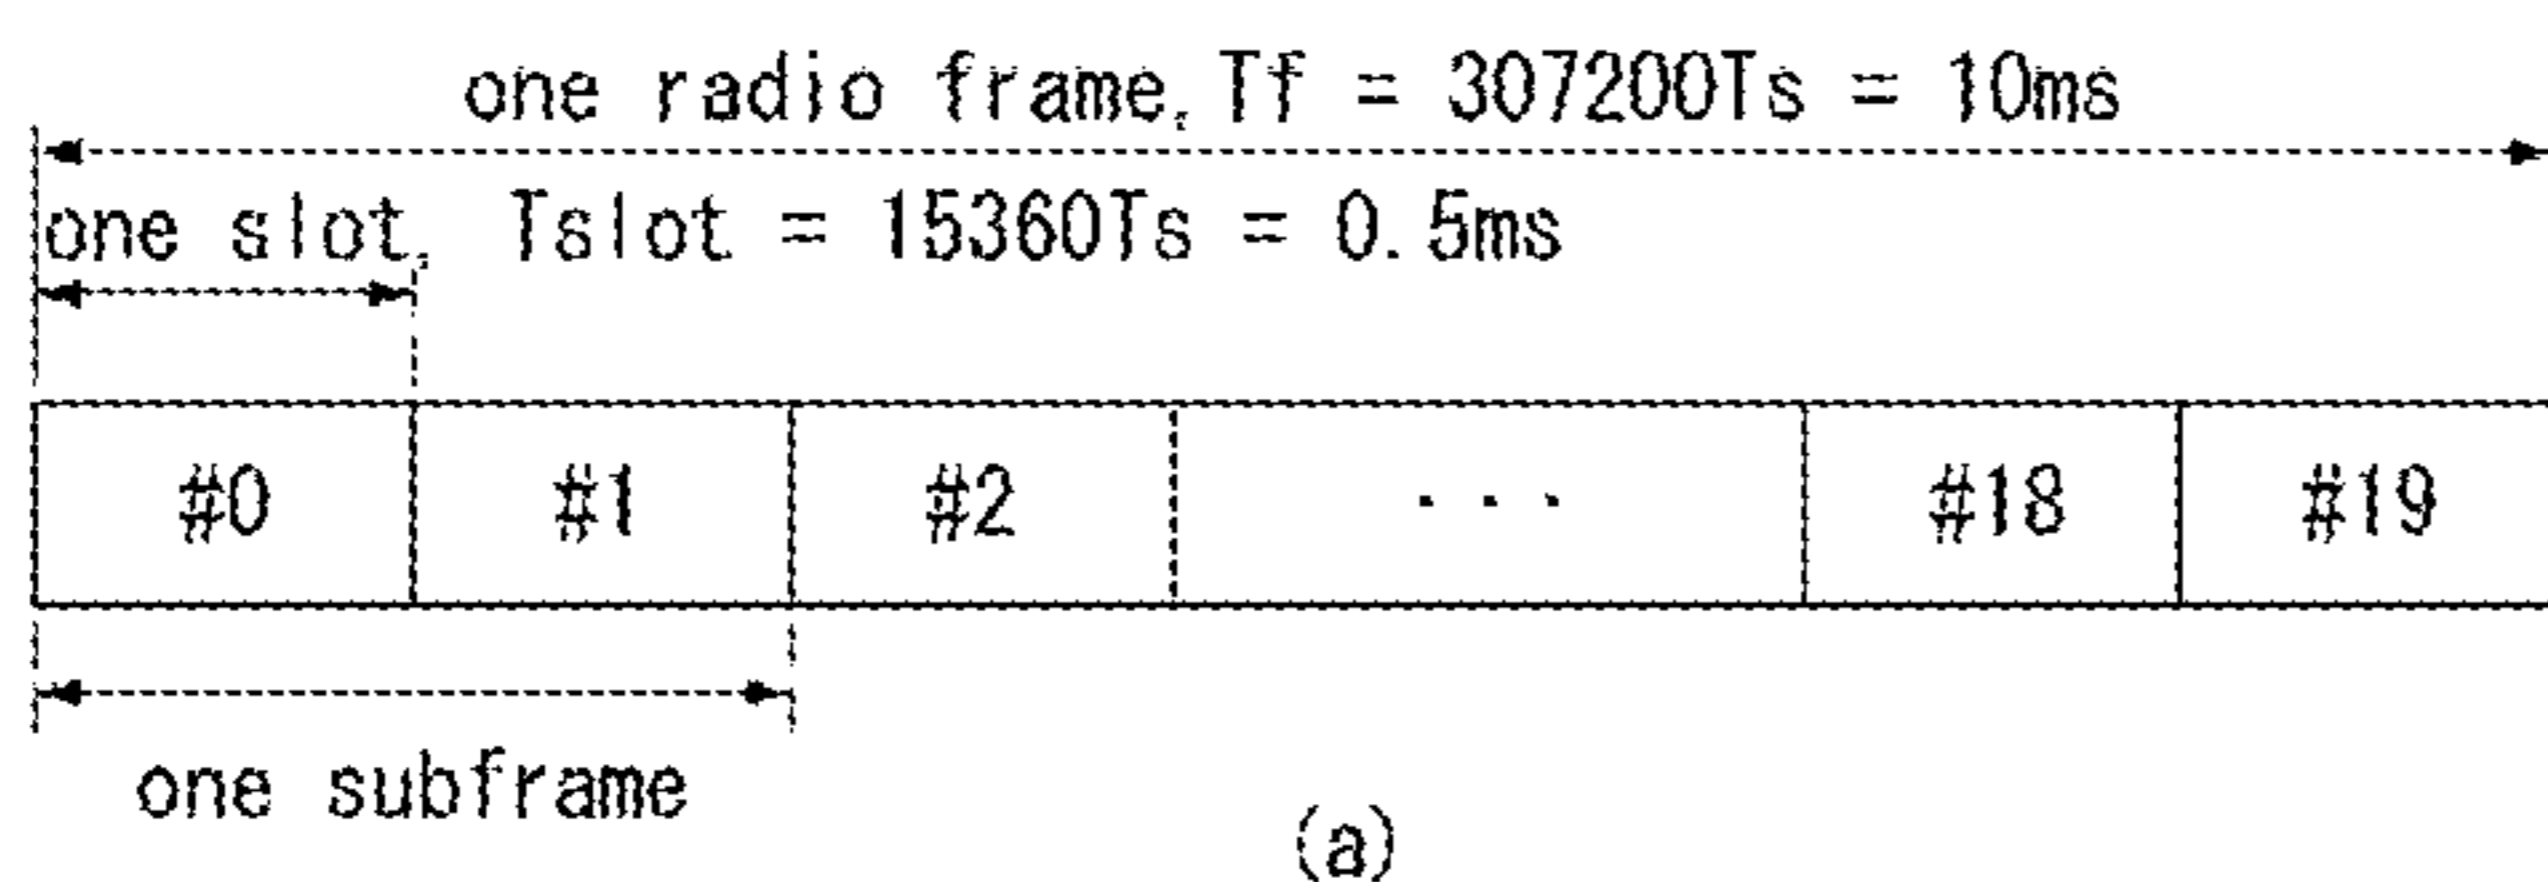 one radio frame, Tf = 307200Ts = 10ms
one slot, Tslot = 15360Ts = 0.5ms
#0 #1 #2 ... #18 #19
one subframe
(a)